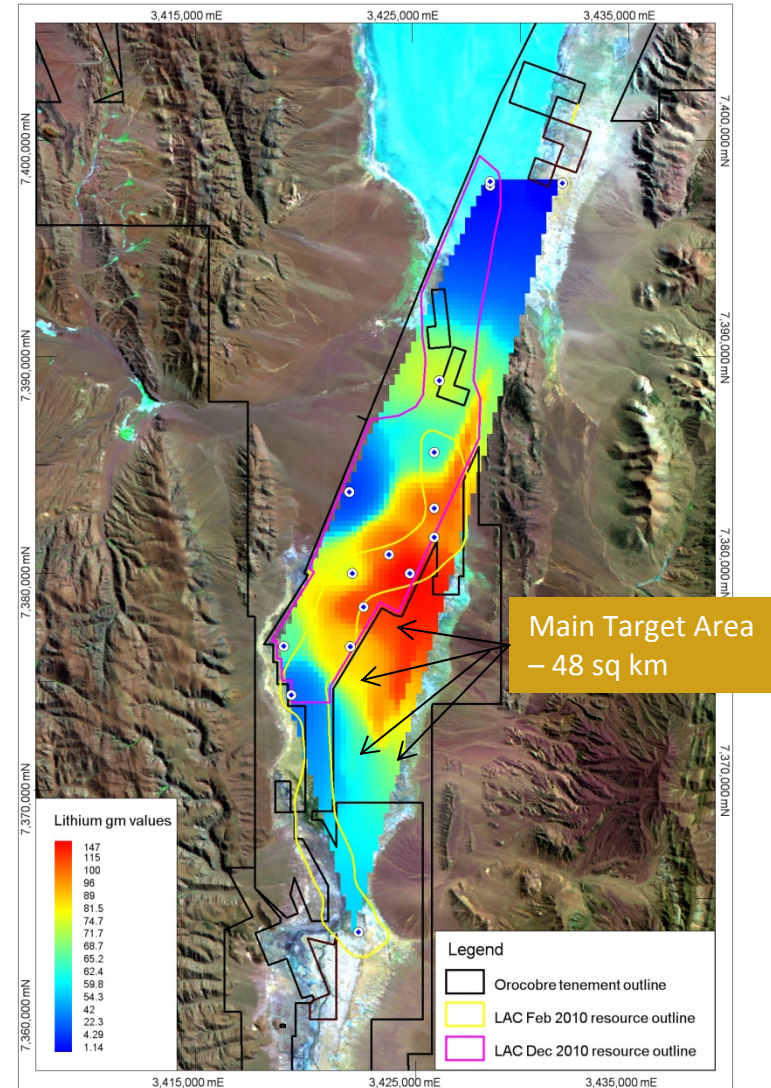 3,415,000 mE
3,425,000 mE
3,435,000 mE
7,400,000 mN
7,400,000 mN
7,390,000 mN
7,390,000 mN
7,380,000 mN
7,380,000 mN
Main Target Area
– 48 sq km
7,370,000 mN
7,370,000 mN
Lithium gm values
147
115
100
96
89
81.5
74.7
71.7
68.7
65.2
62.4
59.8
54.3
42
22.3
4.29
1.14
Legend
Orocobre tenement outline
LAC Feb 2010 resource outline
LAC Dec 2010 resource outline
7,360,000 mN
7,360,000 mN
3,415,000 mE
3,425,000 mE
3,435,000 mE